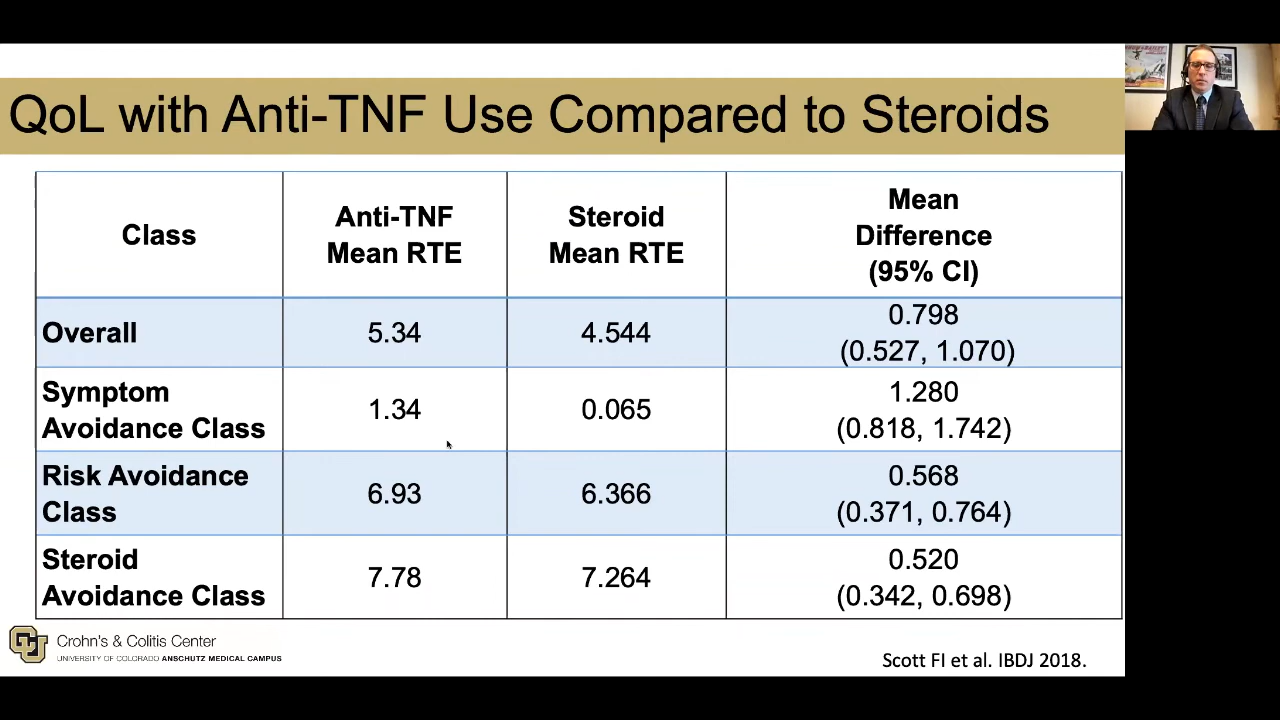 QoL with Anti-TNF Use Compared to Steroids
Class
Anti-TNF
Mean RTE
Steroid
Mean RTE
Mean
Difference
(95% CI)
Overall
5.34
4.544
0.798
(0.527, 1.070)
Symptom
Avoidance Class
1.34
0.065
1.280
(0.818, 1.742)
Risk Avoidance
Class
6.93
6.366
0.568
(0.371, 0.764)
Steroid
Avoidance Class
7.78
7.264
0.520
(0.342, 0.698)
Crohn's & Colitis Center
UNIVERSITY OF COLORADO ANSCHUTZ MEDICAL CAMPUS
Scott FI et al. IBDJ 2018.